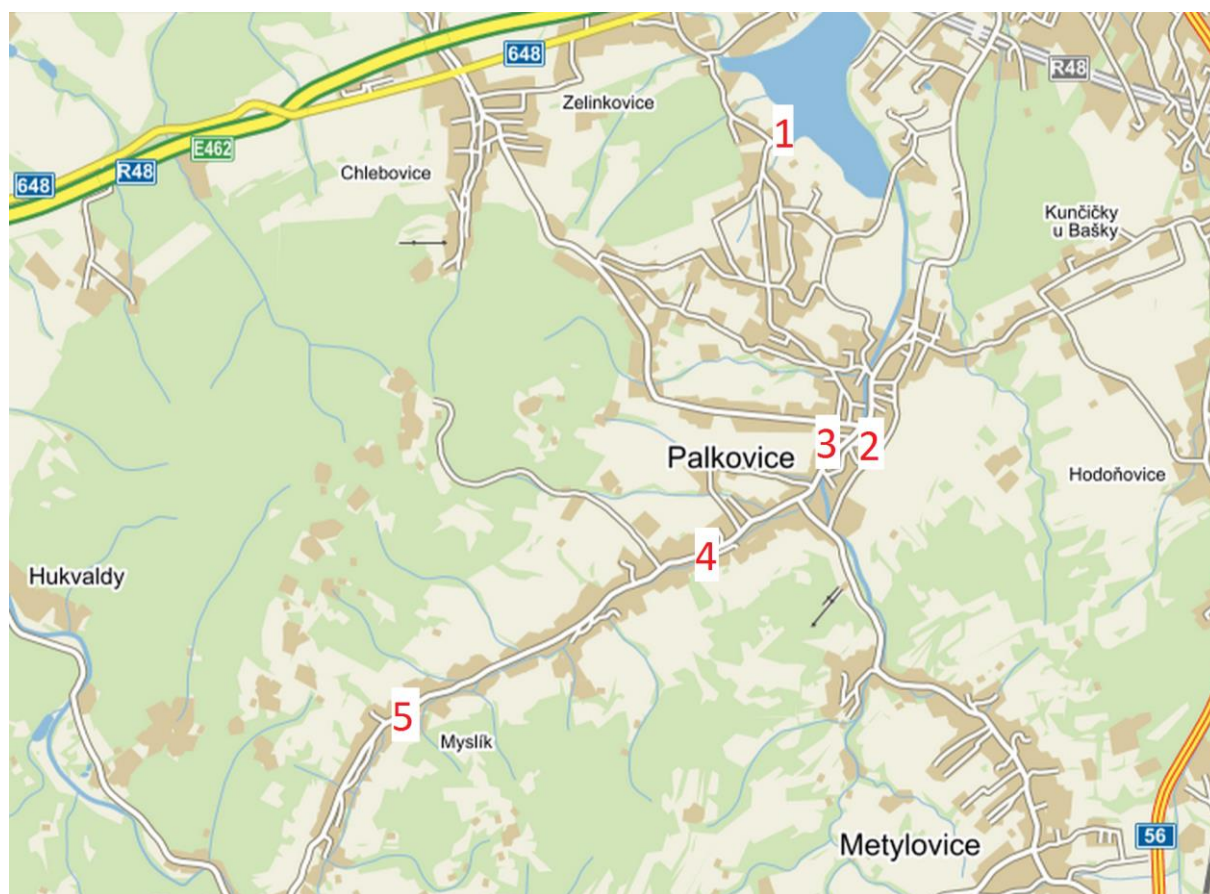 648
R48
Zelinkovice
1
E462
R48
648
Chlebovice
Kunčičky
u Bašky
3
2
Palkovice
Hodoňovice
4
Hukvaldy
5
Myslík
Metylovice
56